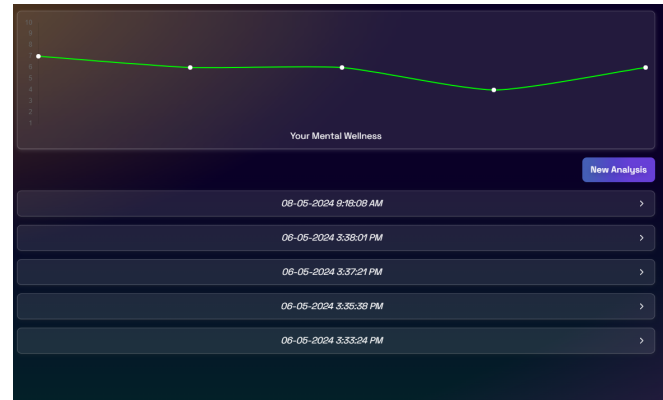 10
9
8
7
6
5
4
3
2
1
Your Mental Wellness
New Analysis
08-05-2024 9:18:08 AM
06-05-2024 3:38:01 PM
06-05-2024 3:37:21 PM
06-05-2024 3:35:38 PM
06-05-2024 3:33:24 PM